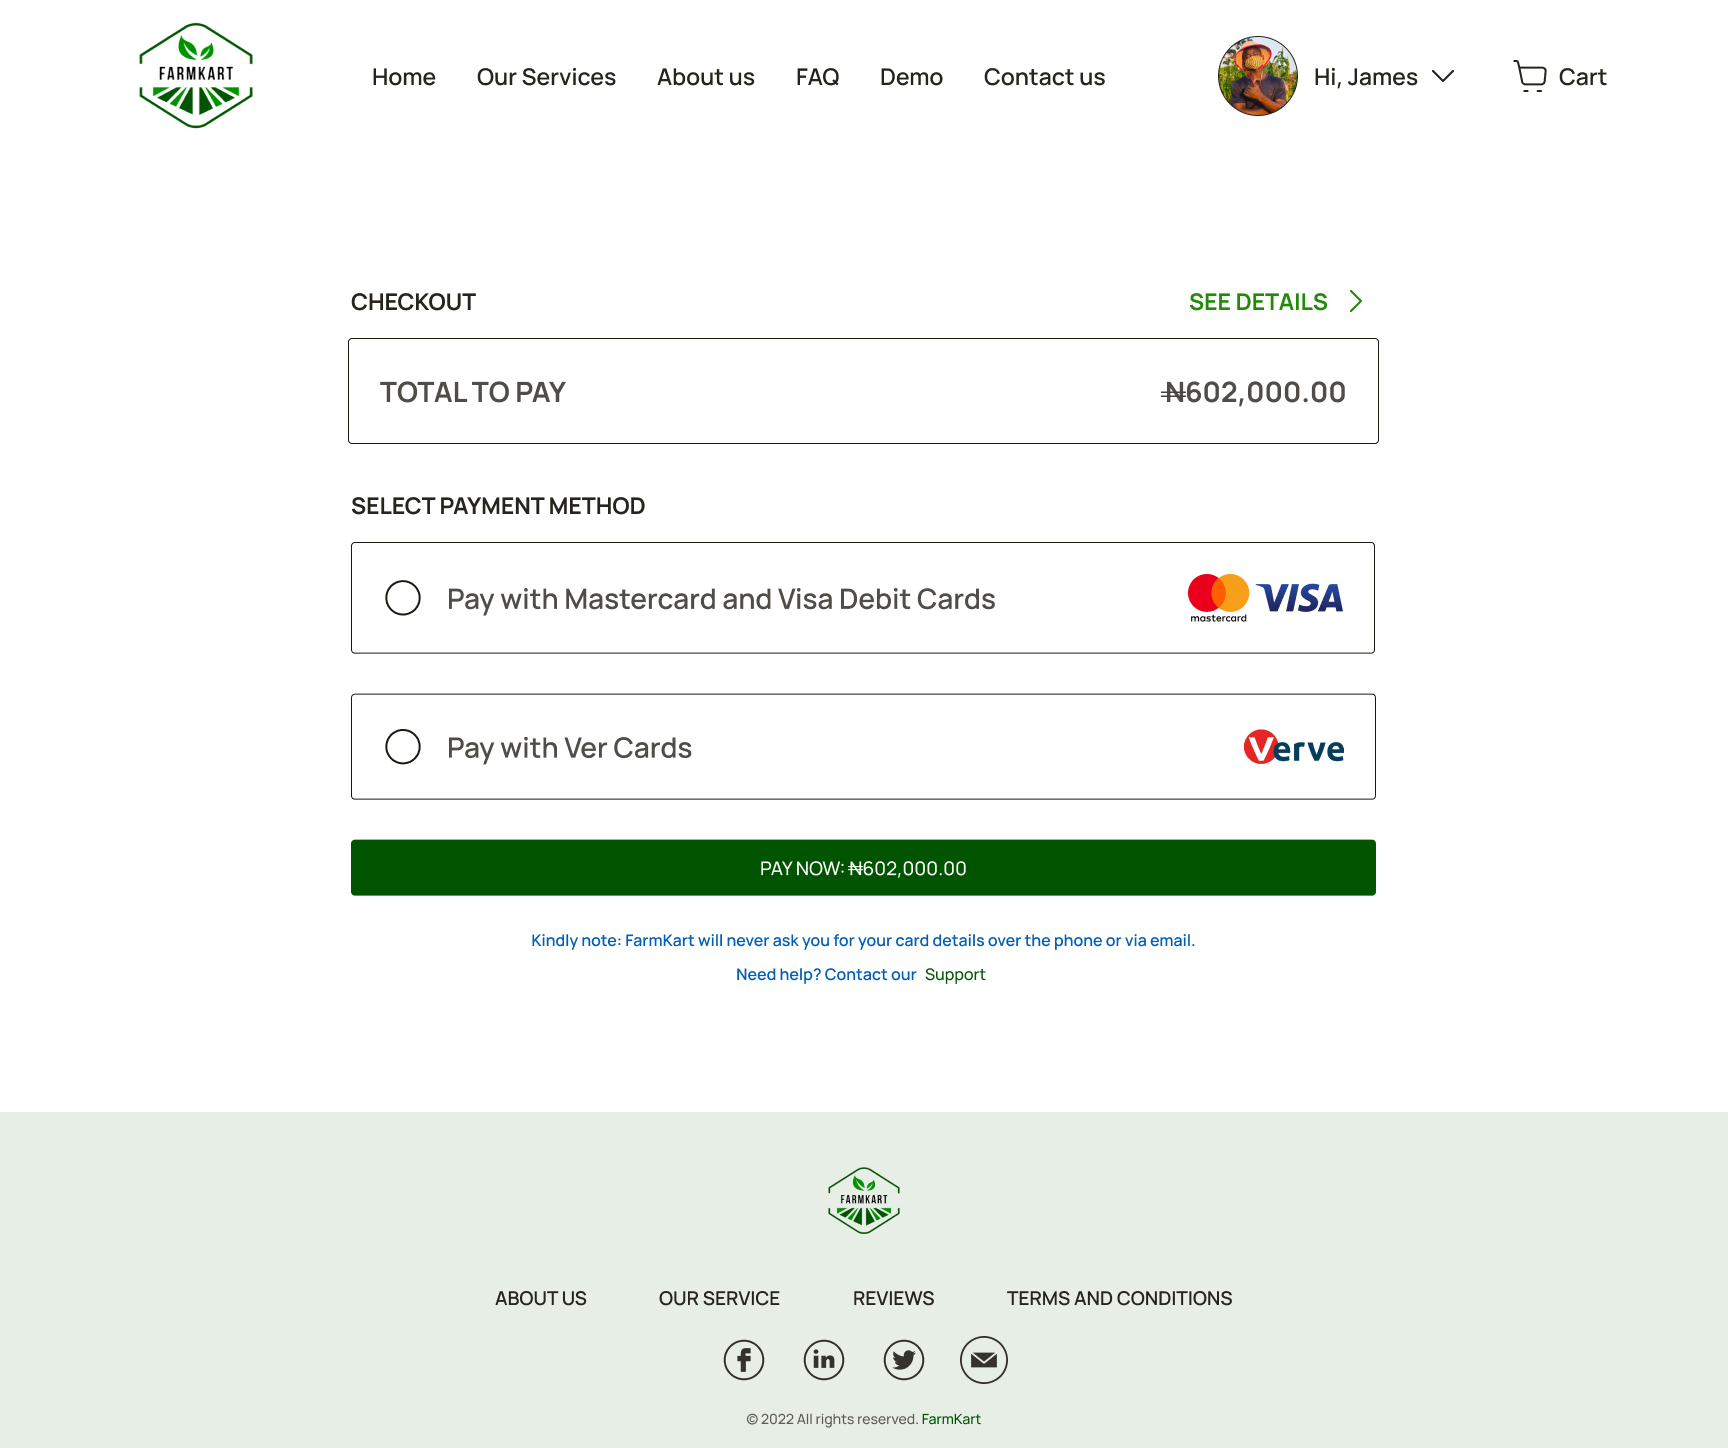 FARMKART
Home Our Services About us FAQ Demo Contact us Hi, James Cart
CHECKOUT SEE DETAILS
TOTAL TO PAY ₦602,000.00
SELECT PAYMENT METHOD
Pay with Mastercard and Visa Debit Cards mastercard VISA
Pay with Ver Cards Verve
PAY NOW: ₦602,000.00
Kindly note: FarmKart will never ask you for your card details over the phone or via email.
Need help? Contact our Support
FARMKART
ABOUT US OUR SERVICE REVIEWS TERMS AND CONDITIONS
© 2022 All rights reserved. FarmKart